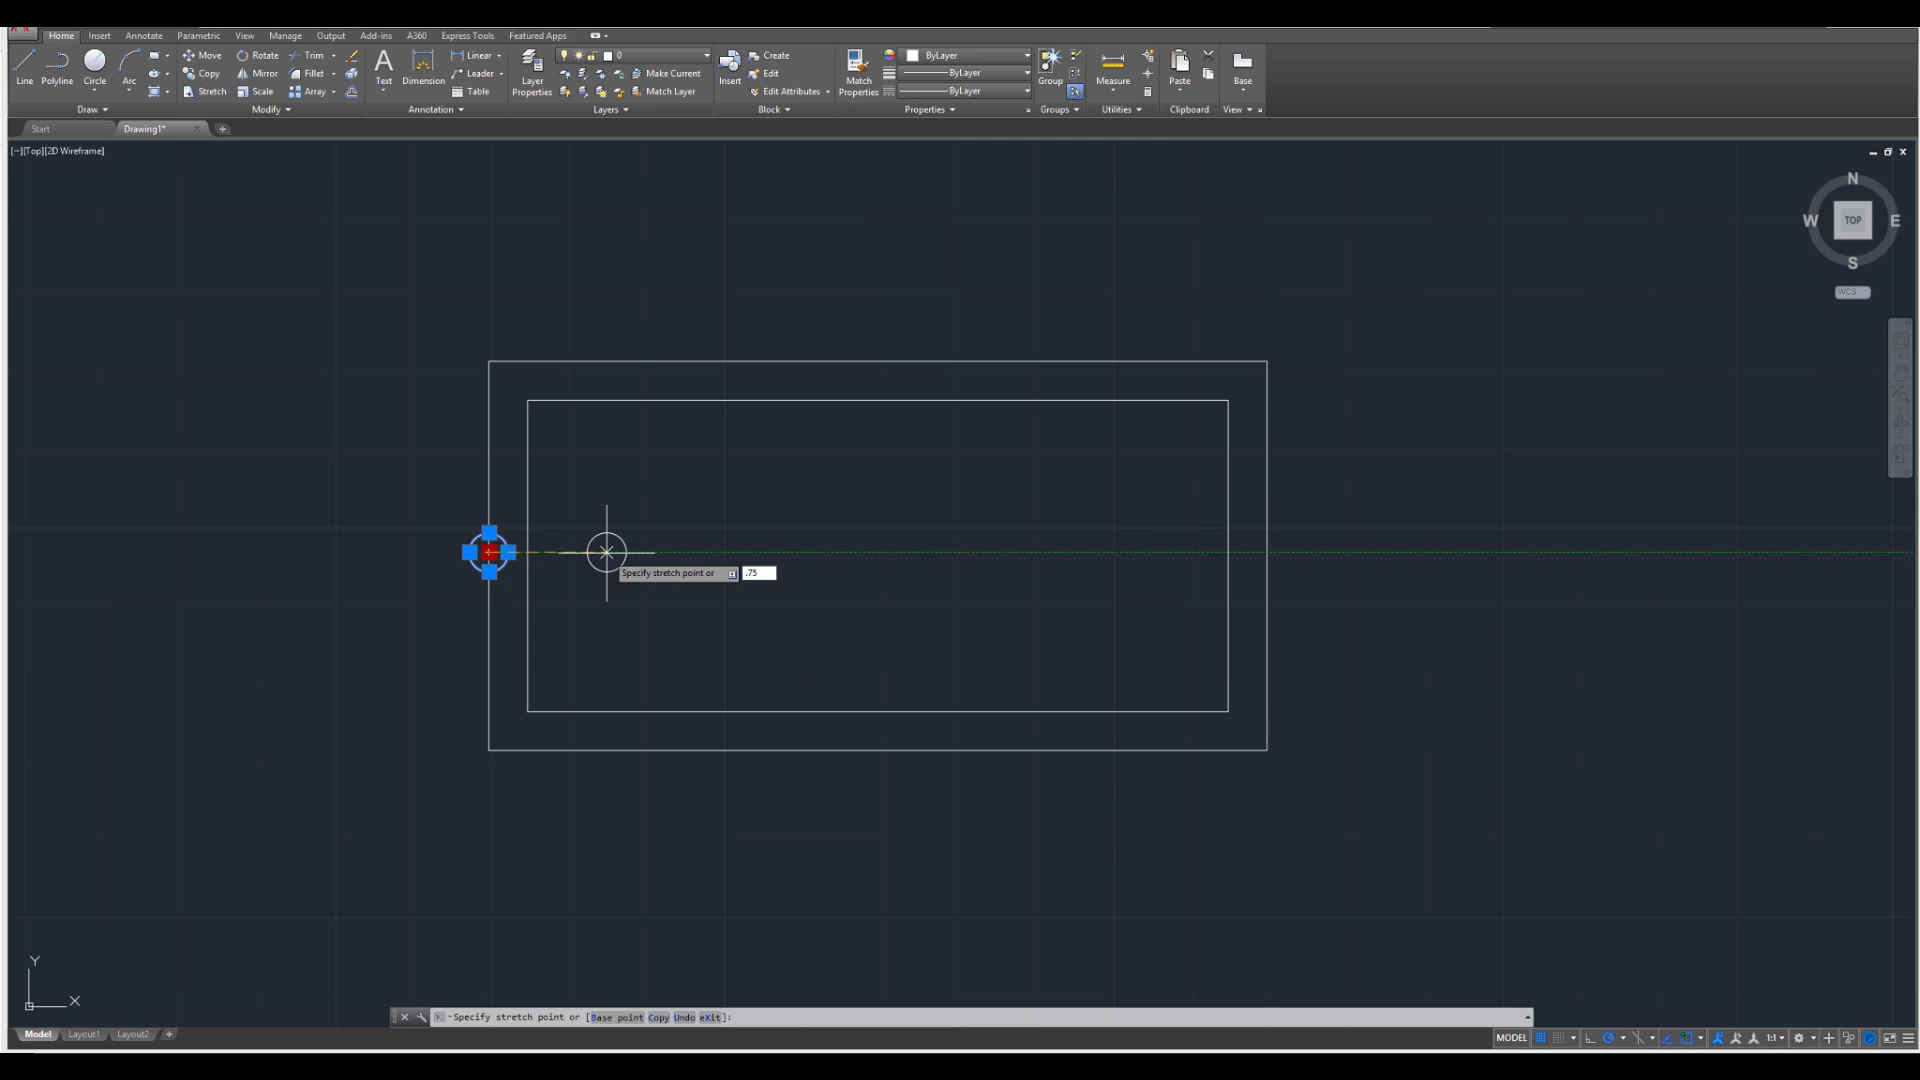 Home Insert Annotate Parametric View Manage Output Add-ins A360 Express Tools Featured Apps
Move Rotate Trim Linear 0 Create ByLayer
Copy Mirror Fillet Leader Make Current Edit ByLayer
Line Polyline Circle Arc Text Dimension Layer Properties Insert Match Properties Group Measure Paste Base
Stretch Scale Array Table Match Layer Edit Attributes ByLayer
Draw Modify Annotation Layers Block Properties Groups Utilities Clipboard View
Start Drawing1*
[−][Top][2D Wireframe]
N
W TOP E
S
WCS
Specify stretch point or .75
Y
X
Specify stretch point or [Base point Copy Undo eXit]:
Model Layout1 Layout2
MODEL 1:1